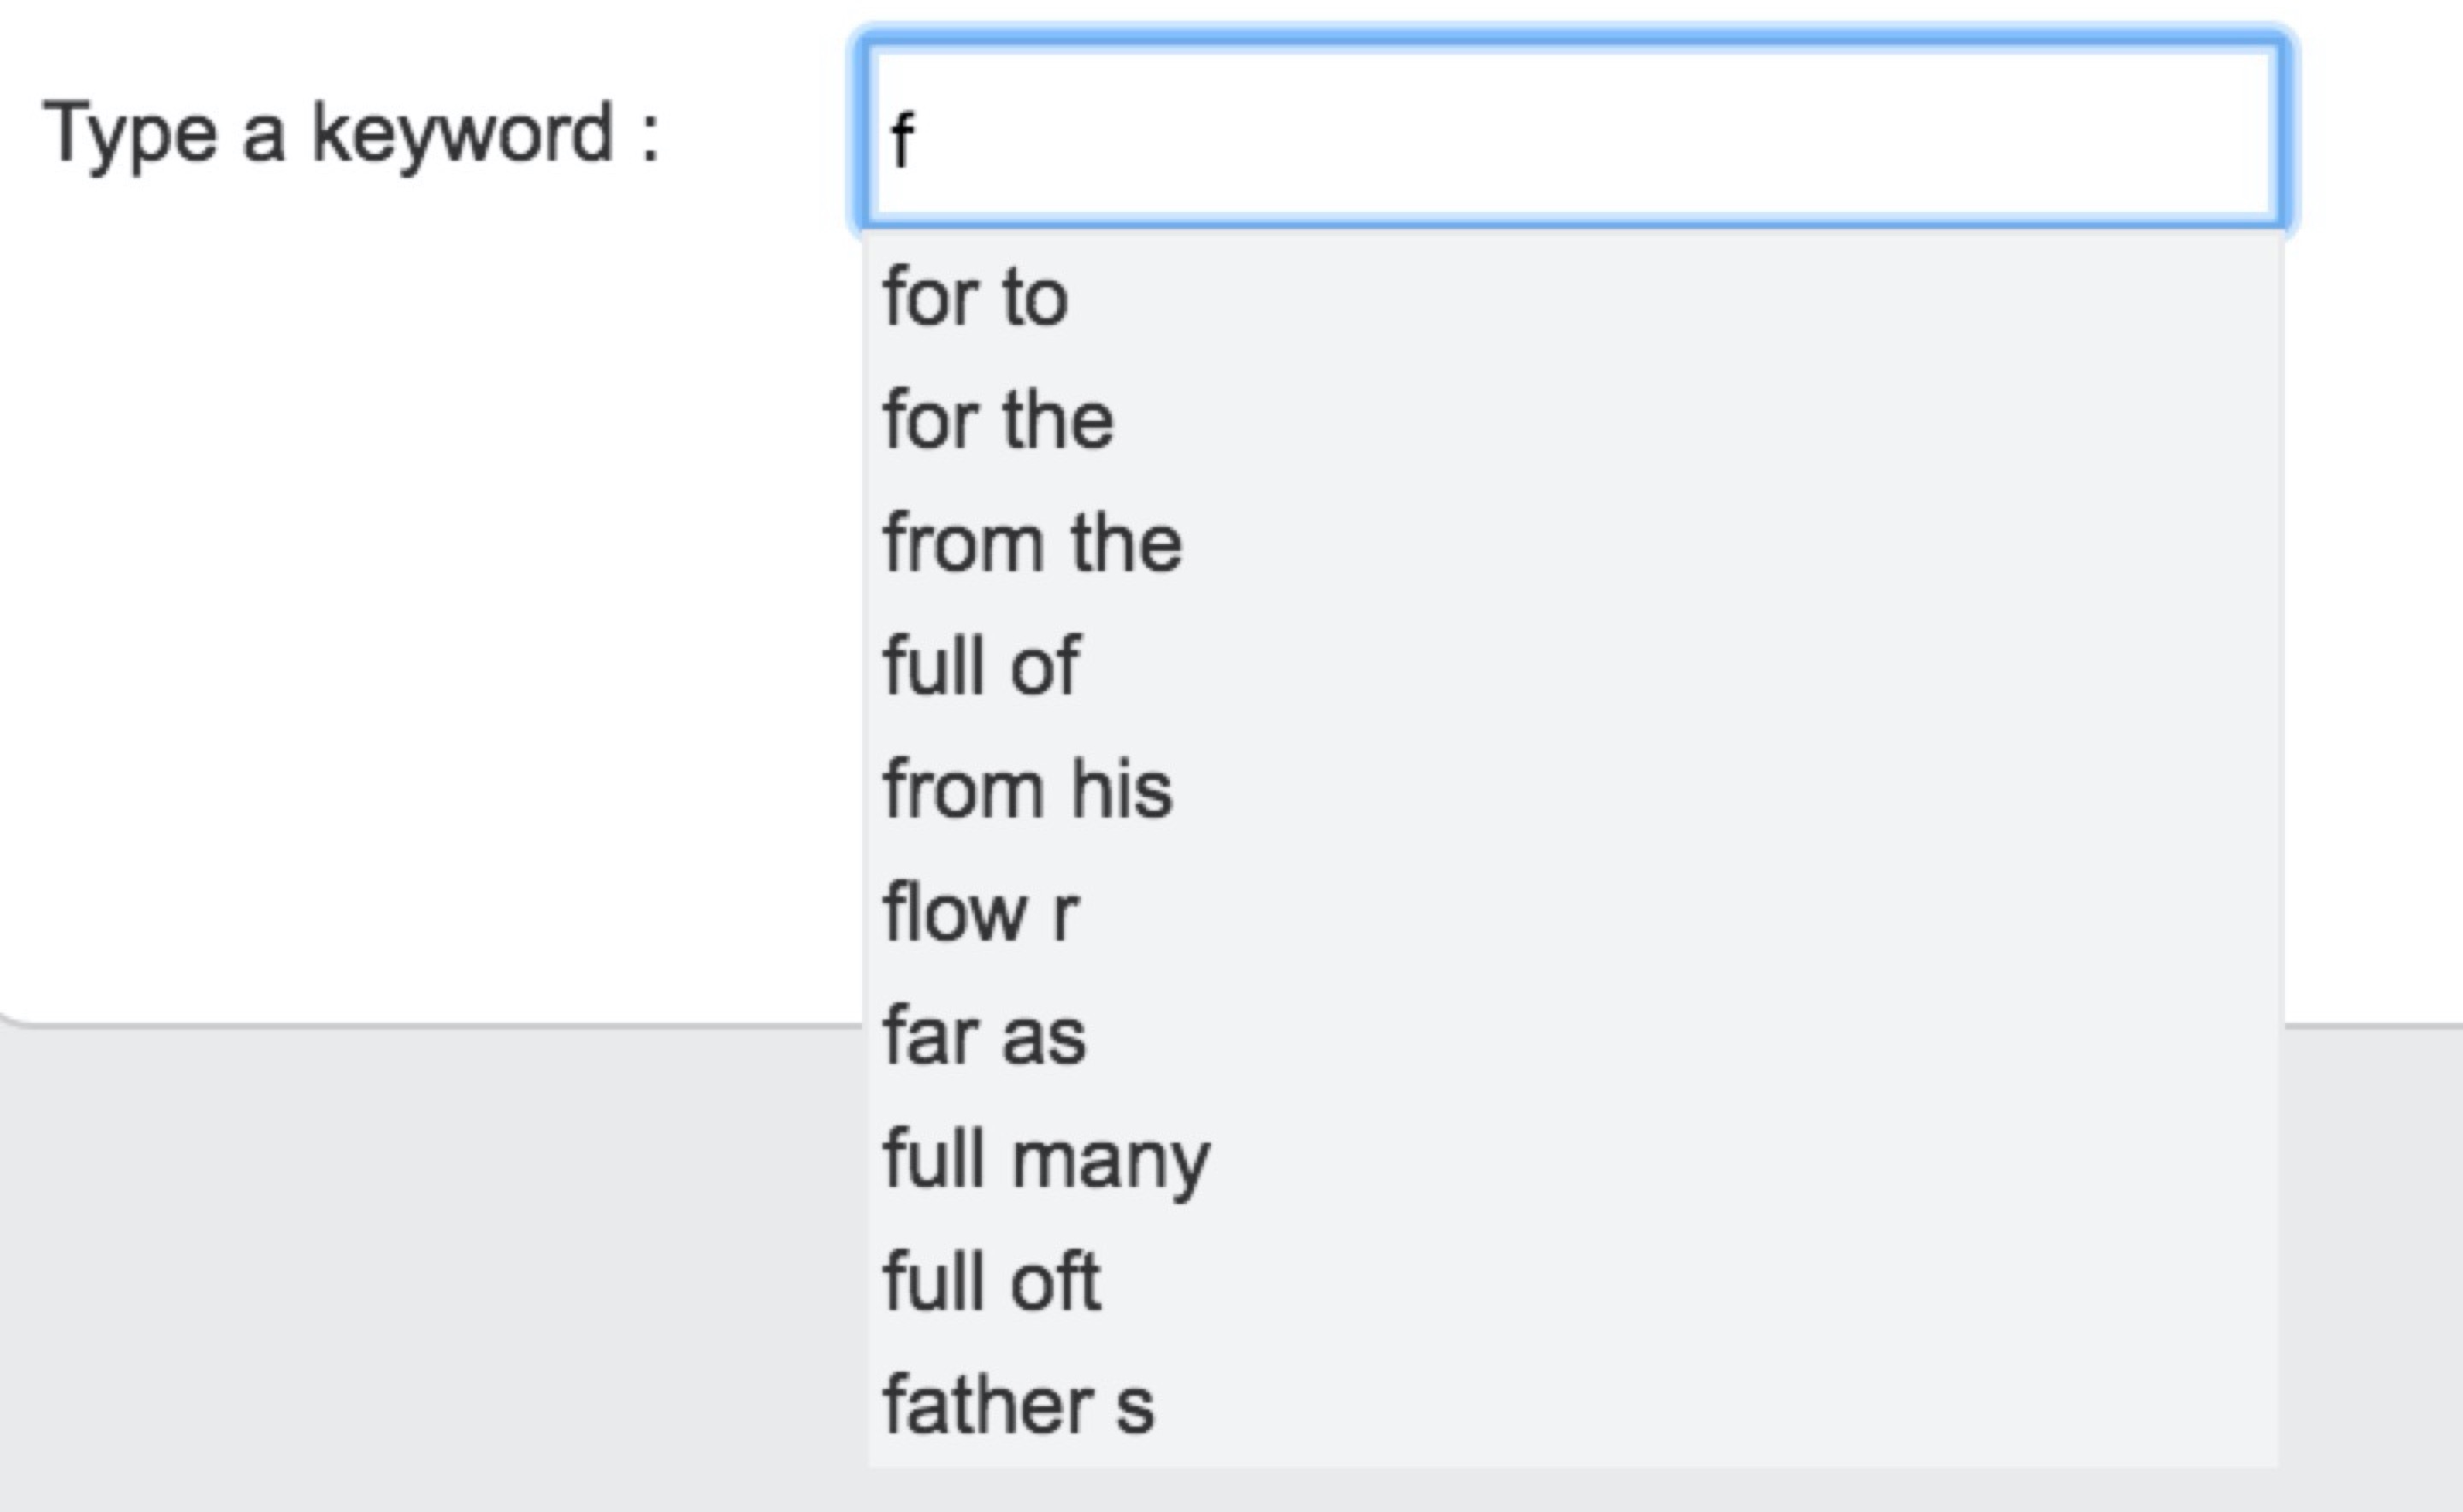 Type a keyword :
f
for to
for the
from the
full of
from his
flow r
far as
full many
full oft
father s